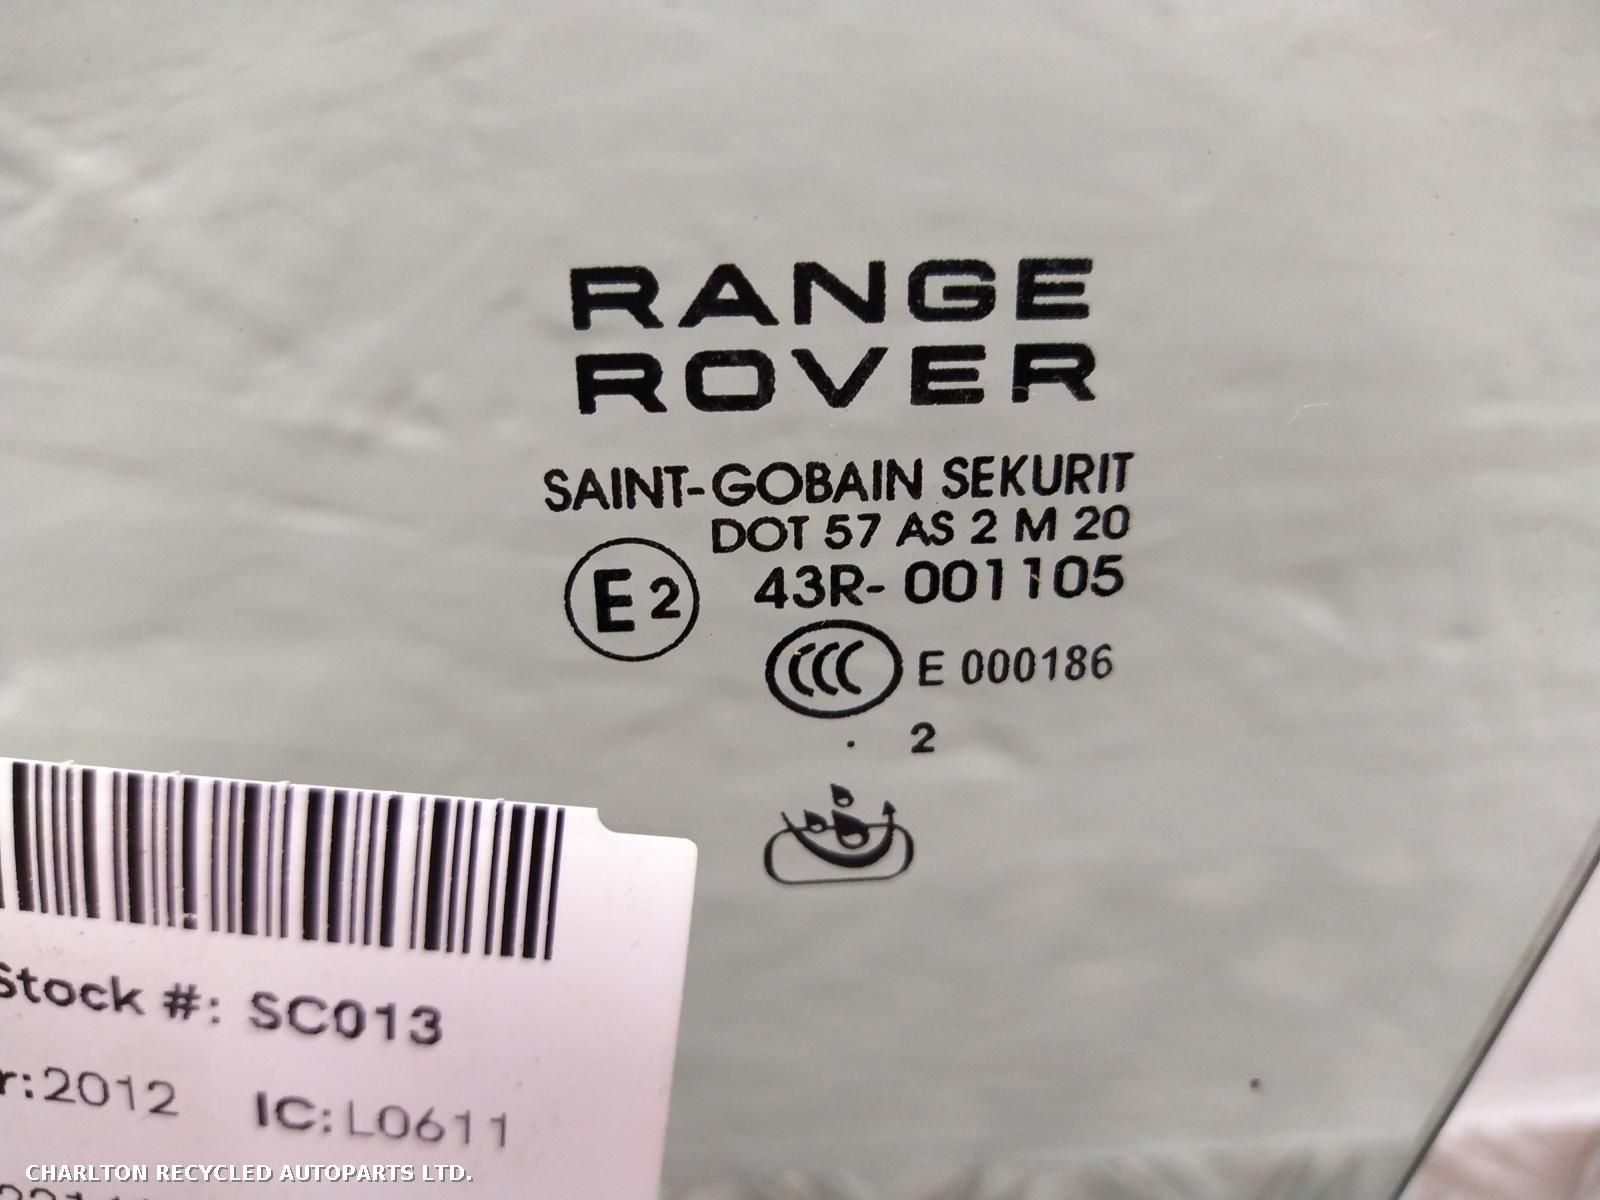 RANGE
ROVER
SAINT-GOBAIN SEKURIT
DOT 57 AS 2 M 20
E2 43R- 001105
CCC E 000186
. 2
Stock #: SC013
r:2012 IC:L0611
CHARLTON RECYCLED AUTOPARTS LTD.